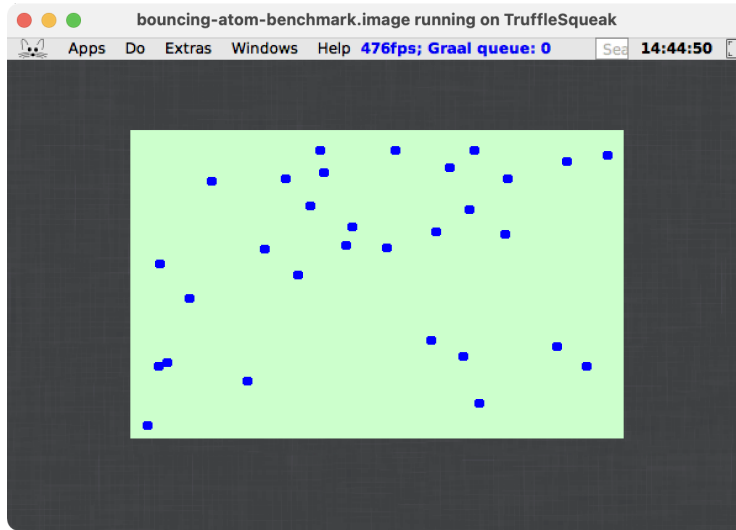 bouncing-atom-benchmark.image running on TruffleSqueak
Apps Do Extras Windows Help 476fps; Graal queue: 0 Sea 14:44:50